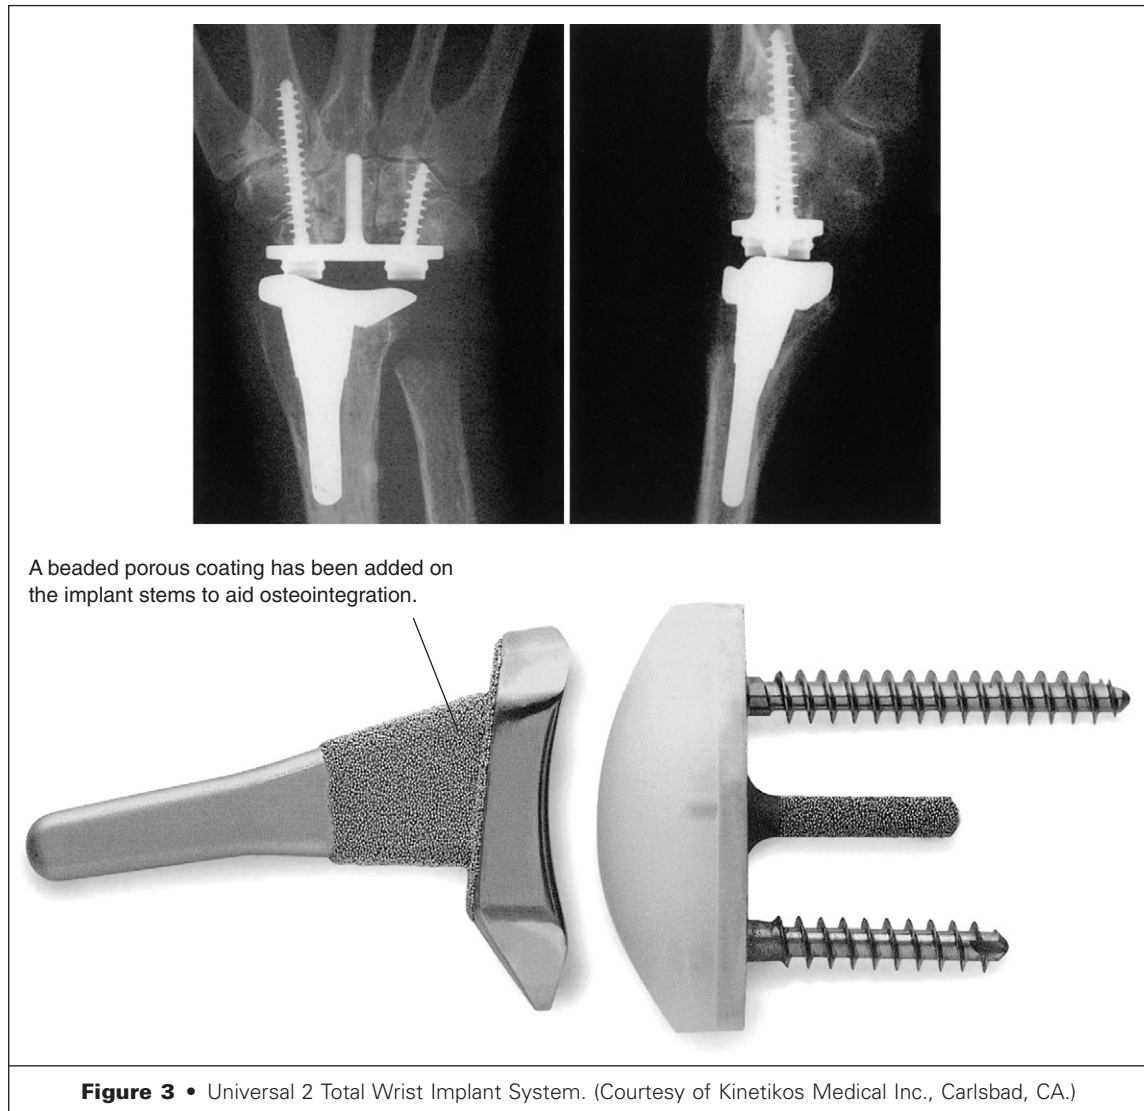 A beaded porous coating has been added on
the implant stems to aid osteointegration.
Figure 3 • Universal 2 Total Wrist Implant System. (Courtesy of Kinetikos Medical Inc., Carlsbad, CA.)